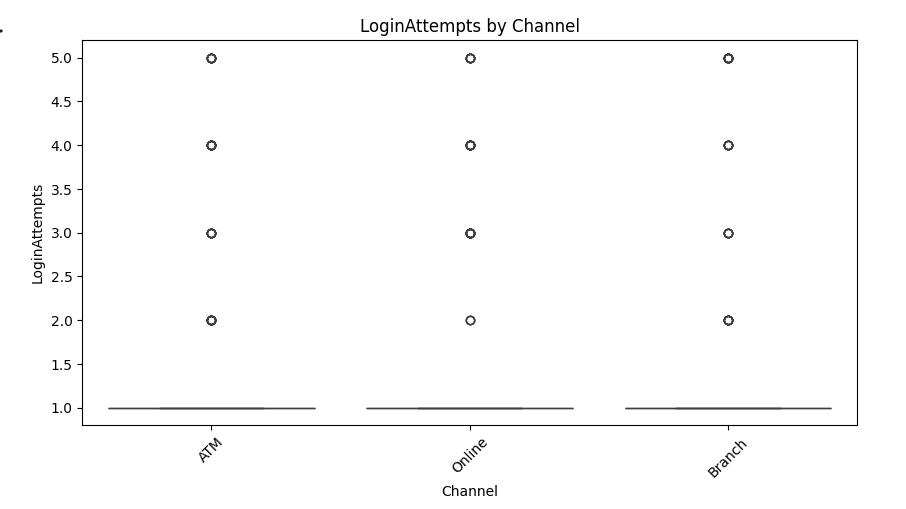 LoginAttempts by Channel
5.0
4.5
4.0
3.5
3.0
2.5
2.0
1.5
1.0
LoginAttempts
ATM
Online
Branch
Channel